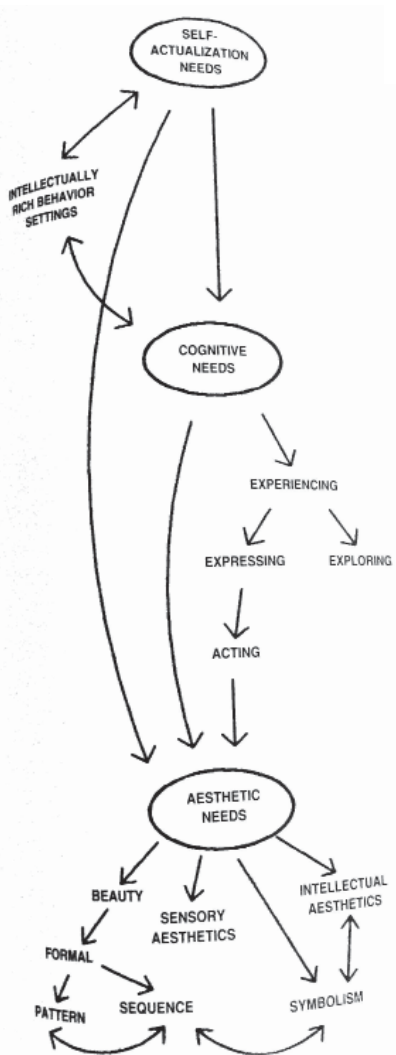 SELF-
ACTUALIZATION
NEEDS
INTELLECTUALLY
RICH BEHAVIOR
SETTINGS
COGNITIVE
NEEDS
EXPERIENCING
EXPRESSING
EXPLORING
ACTING
AESTHETIC
NEEDS
BEAUTY
SENSORY
AESTHETICS
INTELLECTUAL
AESTHETICS
FORMAL
PATTERN
SEQUENCE
SYMBOLISM